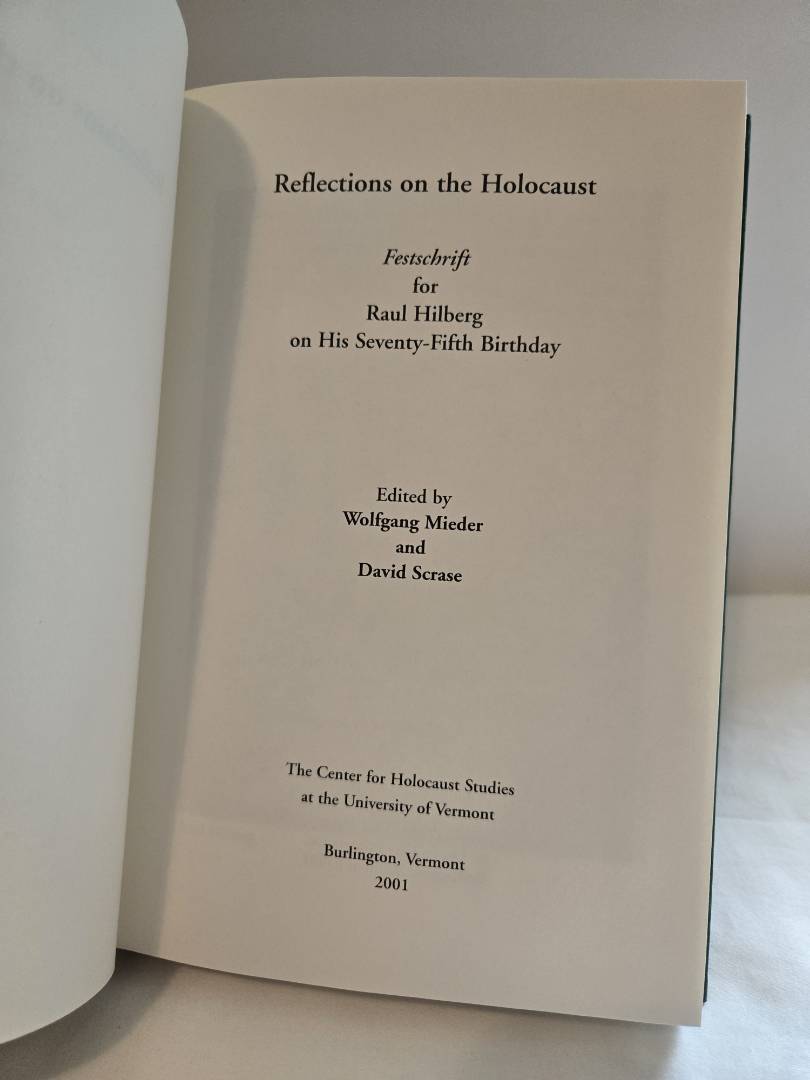 Reflections on the Holocaust
Festschrift
for
Raul Hilberg
on His Seventy-Fifth Birthday
Edited by
Wolfgang Mieder
and
David Scrase
The Center for Holocaust Studies
at the University of Vermont
Burlington, Vermont
2001